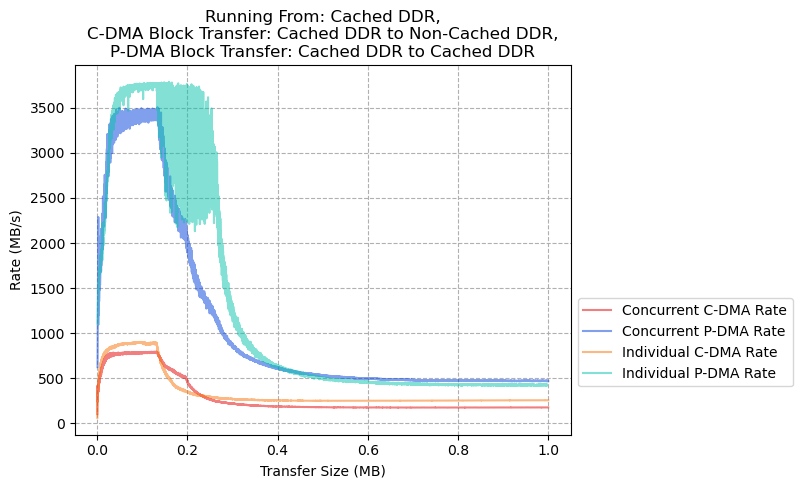 Running From: Cached DDR,
C-DMA Block Transfer: Cached DDR to Non-Cached DDR,
P-DMA Block Transfer: Cached DDR to Cached DDR
Rate (MB/s)
3500
3000
2500
2000
1500
1000
500
0
0.0 0.2 0.4 0.6 0.8 1.0
Transfer Size (MB)
Concurrent C-DMA Rate
Concurrent P-DMA Rate
Individual C-DMA Rate
Individual P-DMA Rate